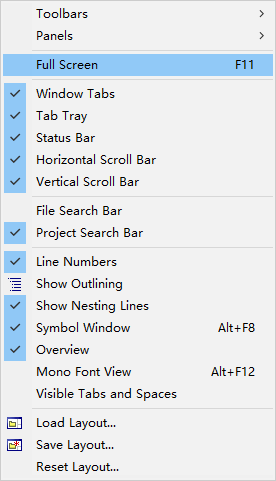 Toolbars
Panels
Full Screen F11
Window Tabs
Tab Tray
Status Bar
Horizontal Scroll Bar
Vertical Scroll Bar
File Search Bar
Project Search Bar
Line Numbers
Show Outlining
Show Nesting Lines
Symbol Window Alt+F8
Overview
Mono Font View Alt+F12
Visible Tabs and Spaces
Load Layout...
Save Layout...
Reset Layout...